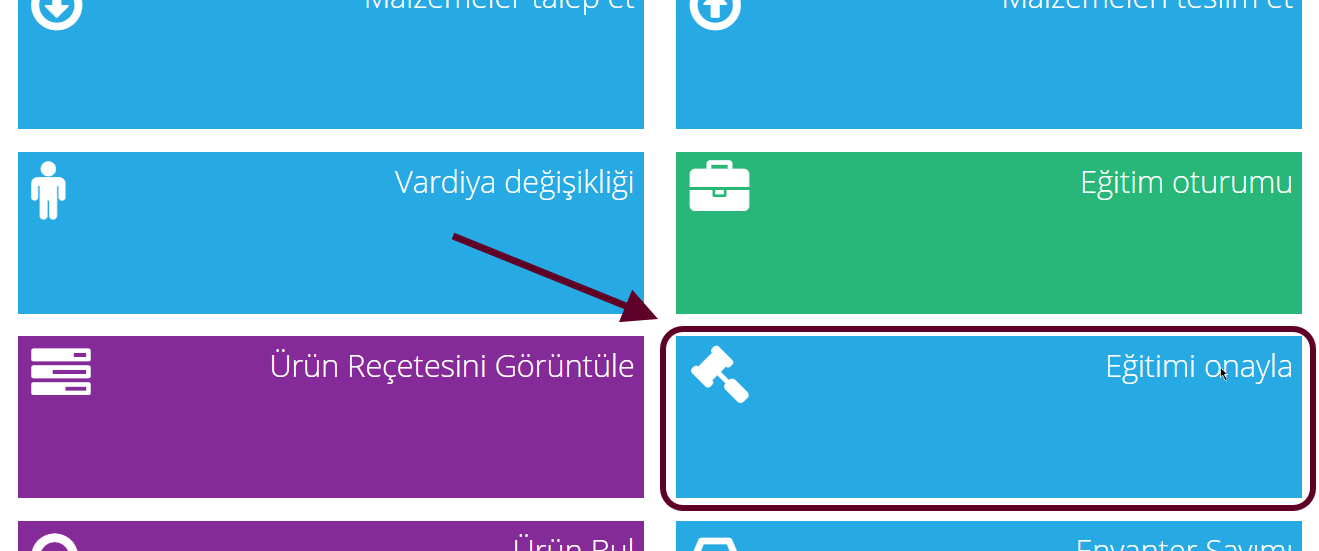 Malzemeler talep et
Malzemeleri teslim et
Vardiya değişikliği
Eğitim oturumu
Ürün Reçetesini Görüntüle
Eğitimi onayla
Ürün Bul
Envanter Sayımı